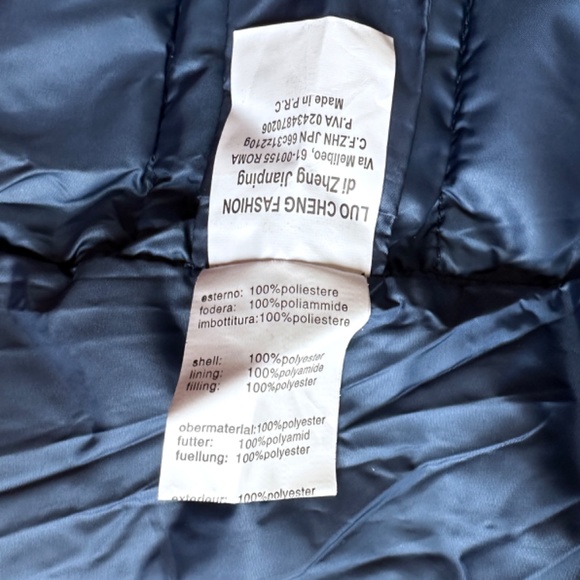 LUO CHENG FASHION
di Zheng Jianping
Via Melibeo, 61-00155 ROMA
C.F.ZHN JPN 66c31z210g
P.IVA 02434870206
Made in P.R.C
esterno: 100%poliestere
fodera: 100%poliammide
imbottitura:100%poliestere
shell: 100%polyester
lining: 100%polyamide
filling: 100%polyester
obermaterial:100%polyester
futter: 100%polyamid
fuellung: 100%polyester
exterieur: 100%polyester